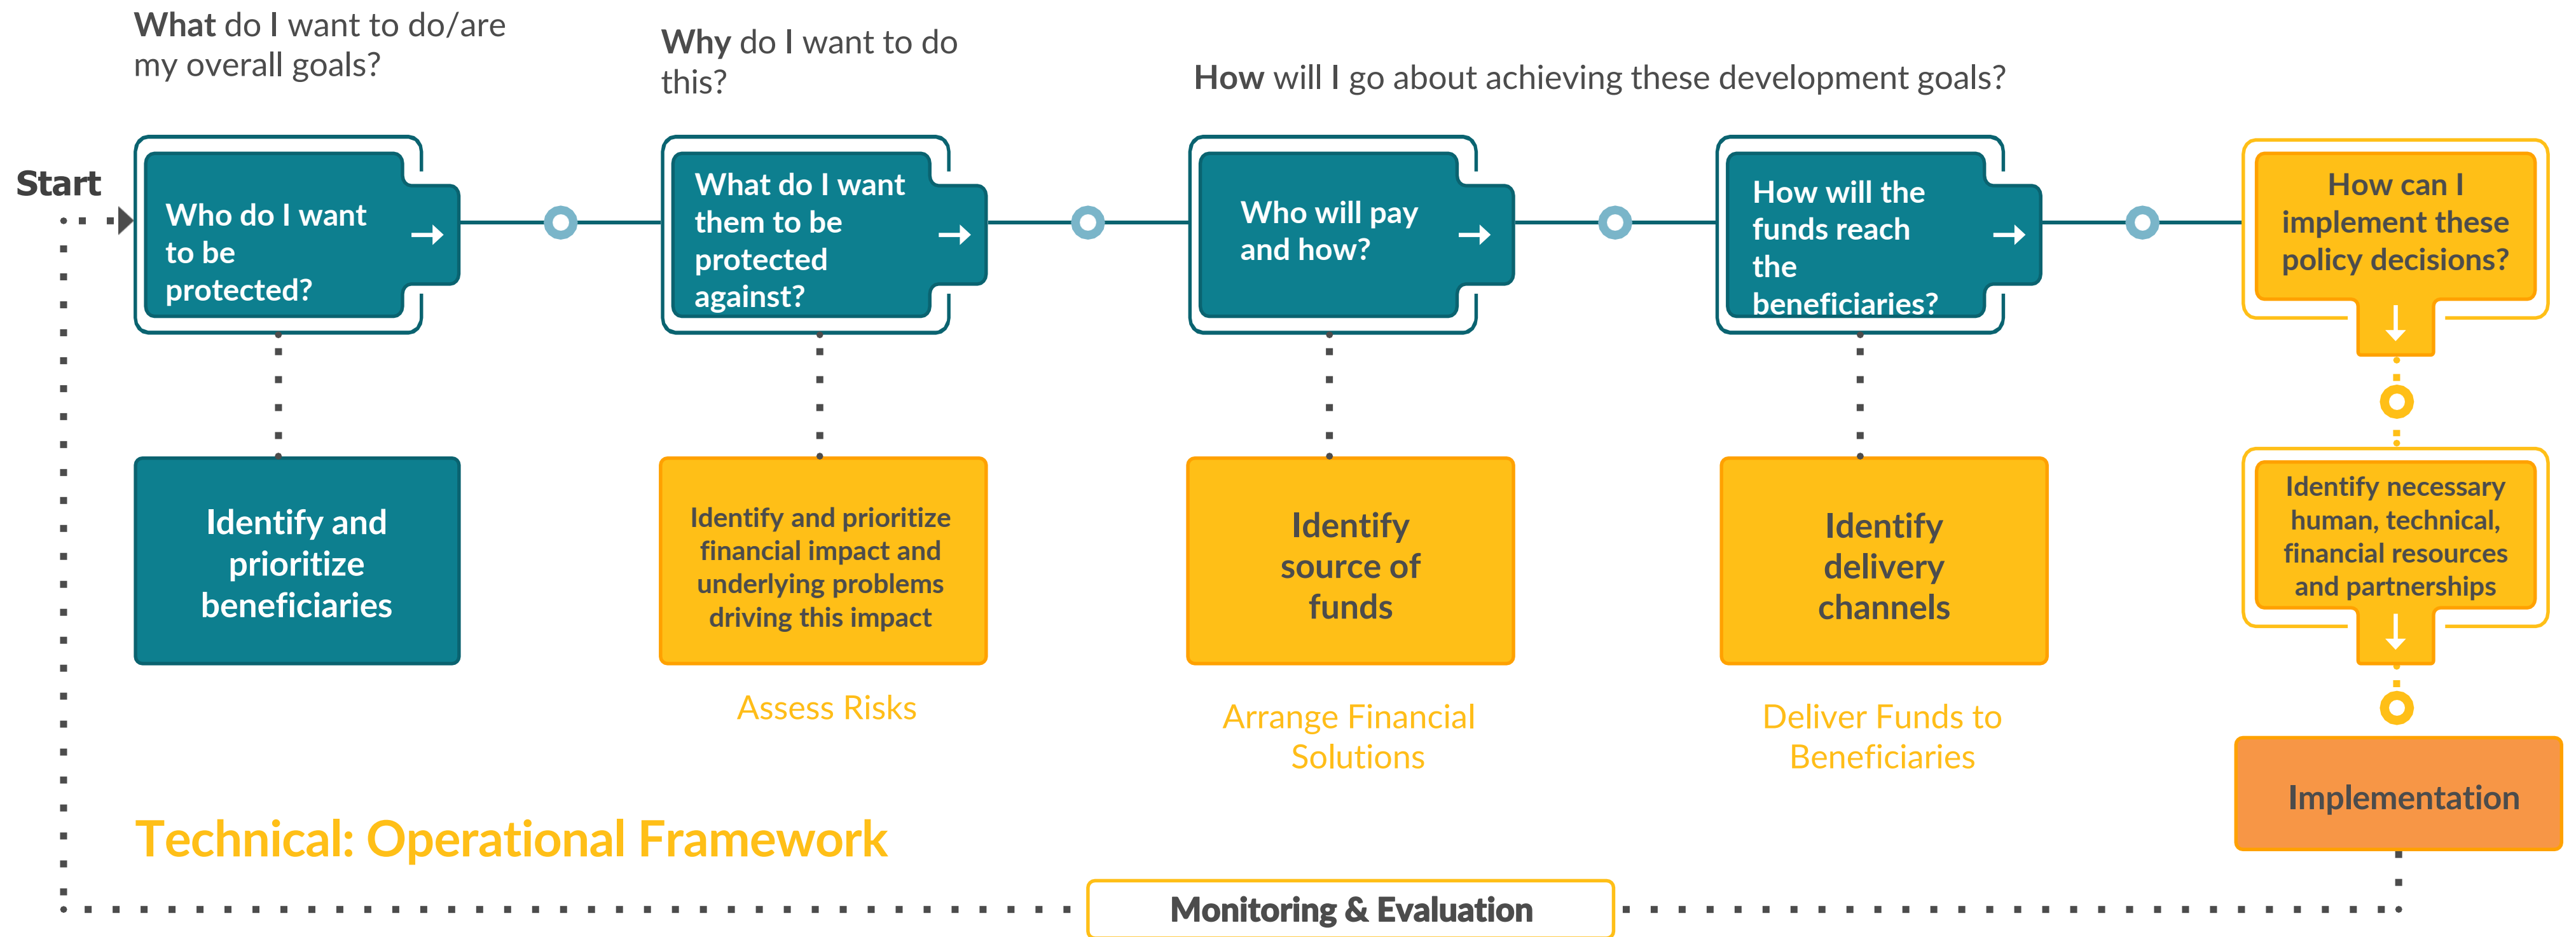 What do I want to do/are
my overall goals?
Why do I want to do
this?
How will I go about achieving these development goals?
Start
Who do I want
to be
protected?
What do I want
them to be
protected
against?
Who will pay
and how?
How will the
funds reach
the
beneficiaries?
How can I
implement these
policy decisions?
Identify and
prioritize
beneficiaries
Identify and prioritize
financial impact and
underlying problems
driving this impact
Identify
source of
funds
Identify
delivery
channels
Identify necessary
human, technical,
financial resources
and partnerships
Assess Risks
Arrange Financial
Solutions
Deliver Funds to
Beneficiaries
Implementation
Technical: Operational Framework
Monitoring & Evaluation